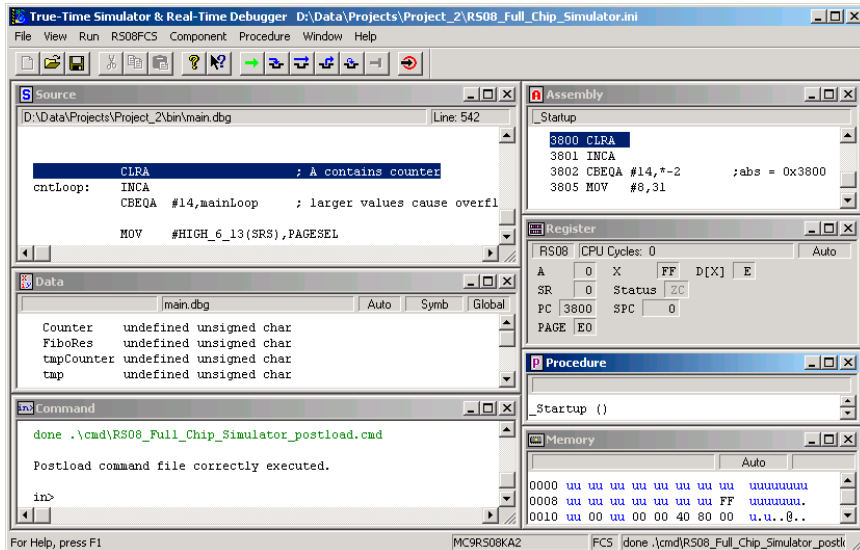 True-Time Simulator & Real-Time Debugger D:\Data\Projects\Project_2\RS08_Full_Chip_Simulator.ini
File View Run RS08FCS Component Procedure Window Help
Source
D:\Data\Projects\Project_2\bin\main.dbg Line: 542
CLRA ; A contains counter
cntLoop: INCA
CBEQA #14,mainLoop ; larger values cause overfl
MOV #HIGH_6_13(SRS),PAGESEL
Data
main.dbg Auto Symb Global
Counter undefined unsigned char
FiboRes undefined unsigned char
tmpCounter undefined unsigned char
tmp undefined unsigned char
Command
done .\cmd\RS08_Full_Chip_Simulator_postload.cmd
Postload command file correctly executed.
in>
Assembly
_Startup
3800 CLRA
3801 INCA
3802 CBEQA #14,*-2 ;abs = 0x3800
3805 MOV #8,31
Register
RS08 CPU Cycles: 0 Auto
A 0 X FF D[X] E
SR 0 Status ZC
PC 3800 SPC 0
PAGE E0
Procedure
_Startup ()
Memory
Auto
0000 uu uu uu uu uu uu uu uu uuuuuuuu
0008 uu uu uu uu uu uu uu FF uuuuuuu.
0010 uu 00 uu 00 00 40 80 00 u.u..@..
For Help, press F1 MC9RS08KA2 FCS done .\cmd\RS08_Full_Chip_Simulator_postlc